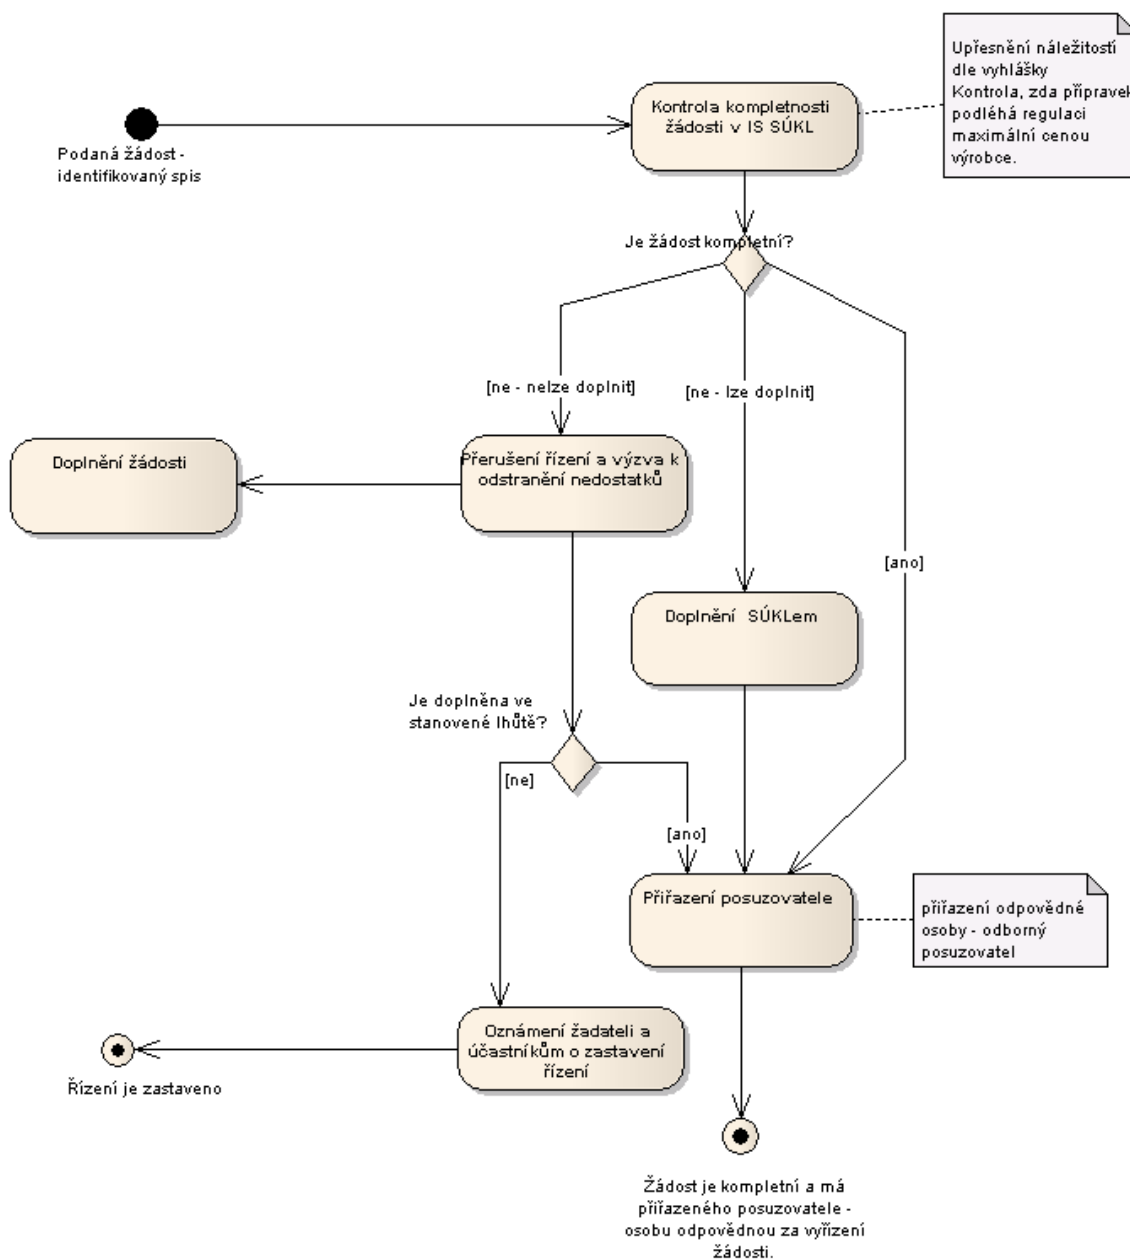 Upřesnění náležitostí
dle vyhlášky
Kontrola, zda přípravek
podléhá regulaci
maximální cenou
výrobce.
Kontrola kompletnosti
žádosti v IS SÚKL
Podaná žádost -
identifikovaný spis
Je žádost kompletní?
[ne - nelze doplnit]
[ne - lze doplnit]
[ano]
Doplnění žádosti
Přerušení řízení a výzva k
odstranění nedostatků
Doplnění SÚKLem
Je doplněna ve
stanovené lhůtě?
[ne]
[ano]
Přiřazení posuzovatele
přiřazení odpovědné
osoby - odborný
posuzovatel
Oznámení žadateli a
účastníkům o zastavení
řízení
Řízení je zastaveno
Žádost je kompletní a má
přiřazeného posuzovatele -
osobu odpovědnou za vyřízení
žádosti.